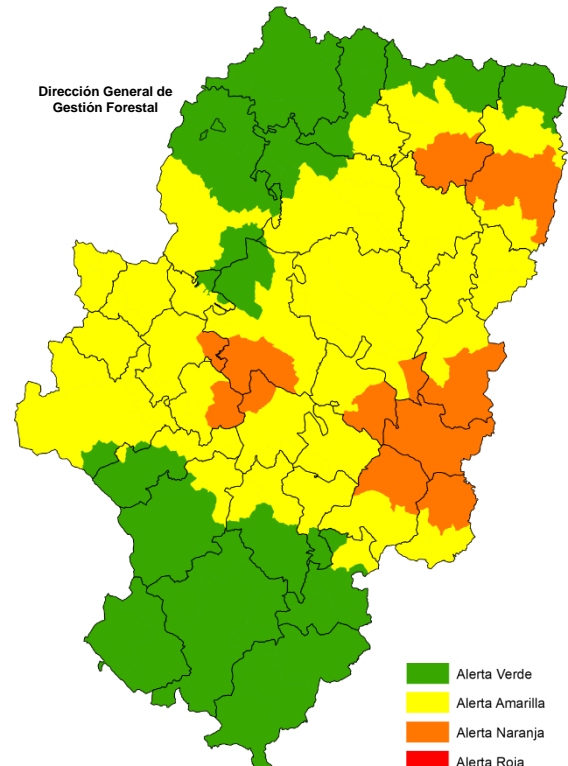 Dirección General de
Gestión Forestal
Alerta Verde
Alerta Amarilla
Alerta Naranja
Alerta Roja